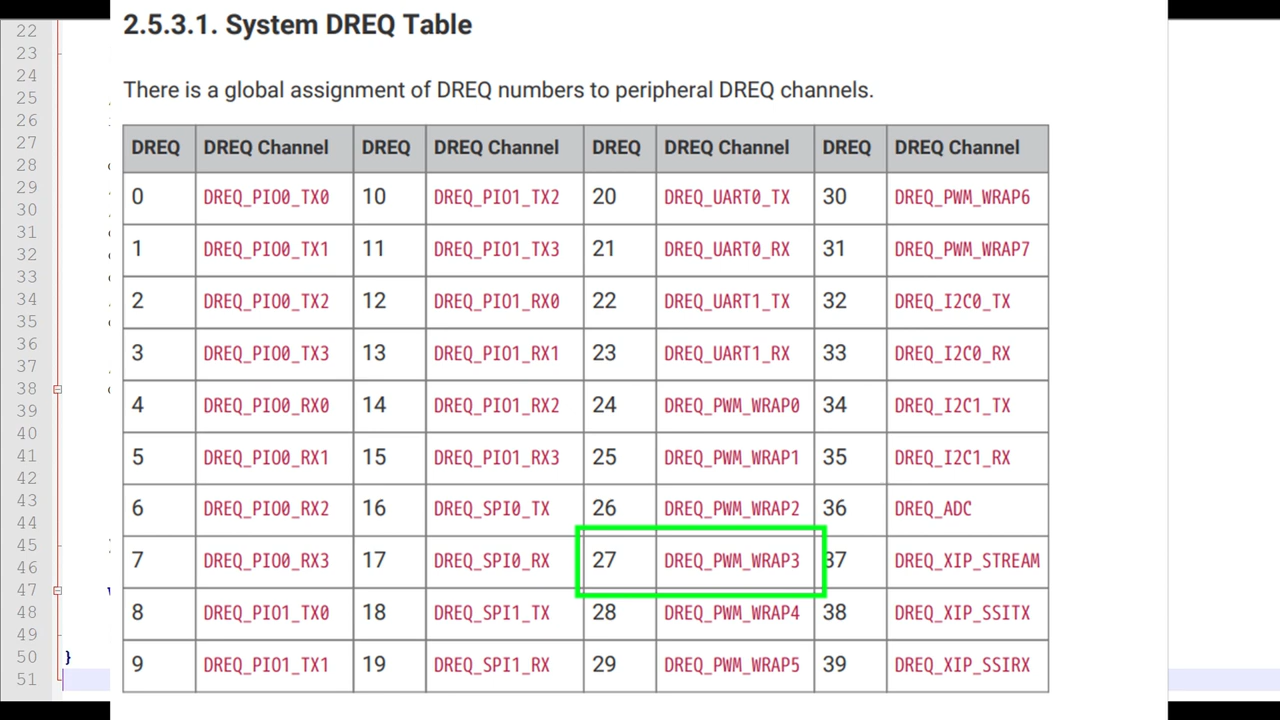 2.5.3.1. System DREQ Table
There is a global assignment of DREQ numbers to peripheral DREQ channels.
DREQ DREQ Channel DREQ DREQ Channel DREQ DREQ Channel DREQ DREQ Channel
0 DREQ_PIO0_TX0 10 DREQ_PIO1_TX2 20 DREQ_UART0_TX 30 DREQ_PWM_WRAP6
1 DREQ_PIO0_TX1 11 DREQ_PIO1_TX3 21 DREQ_UART0_RX 31 DREQ_PWM_WRAP7
2 DREQ_PIO0_TX2 12 DREQ_PIO1_RX0 22 DREQ_UART1_TX 32 DREQ_I2C0_TX
3 DREQ_PIO0_TX3 13 DREQ_PIO1_RX1 23 DREQ_UART1_RX 33 DREQ_I2C0_RX
4 DREQ_PIO0_RX0 14 DREQ_PIO1_RX2 24 DREQ_PWM_WRAP0 34 DREQ_I2C1_TX
5 DREQ_PIO0_RX1 15 DREQ_PIO1_RX3 25 DREQ_PWM_WRAP1 35 DREQ_I2C1_RX
6 DREQ_PIO0_RX2 16 DREQ_SPI0_TX 26 DREQ_PWM_WRAP2 36 DREQ_ADC
7 DREQ_PIO0_RX3 17 DREQ_SPI0_RX 27 DREQ_PWM_WRAP3 37 DREQ_XIP_STREAM
8 DREQ_PIO1_TX0 18 DREQ_SPI1_TX 28 DREQ_PWM_WRAP4 38 DREQ_XIP_SSITX
9 DREQ_PIO1_TX1 19 DREQ_SPI1_RX 29 DREQ_PWM_WRAP5 39 DREQ_XIP_SSIRX
22
23
24
25
26
27
28
29
30
31
32
33
34
35
36
37
38
39
40
41
42
43
44
45
46
47
48
49
50 }
51